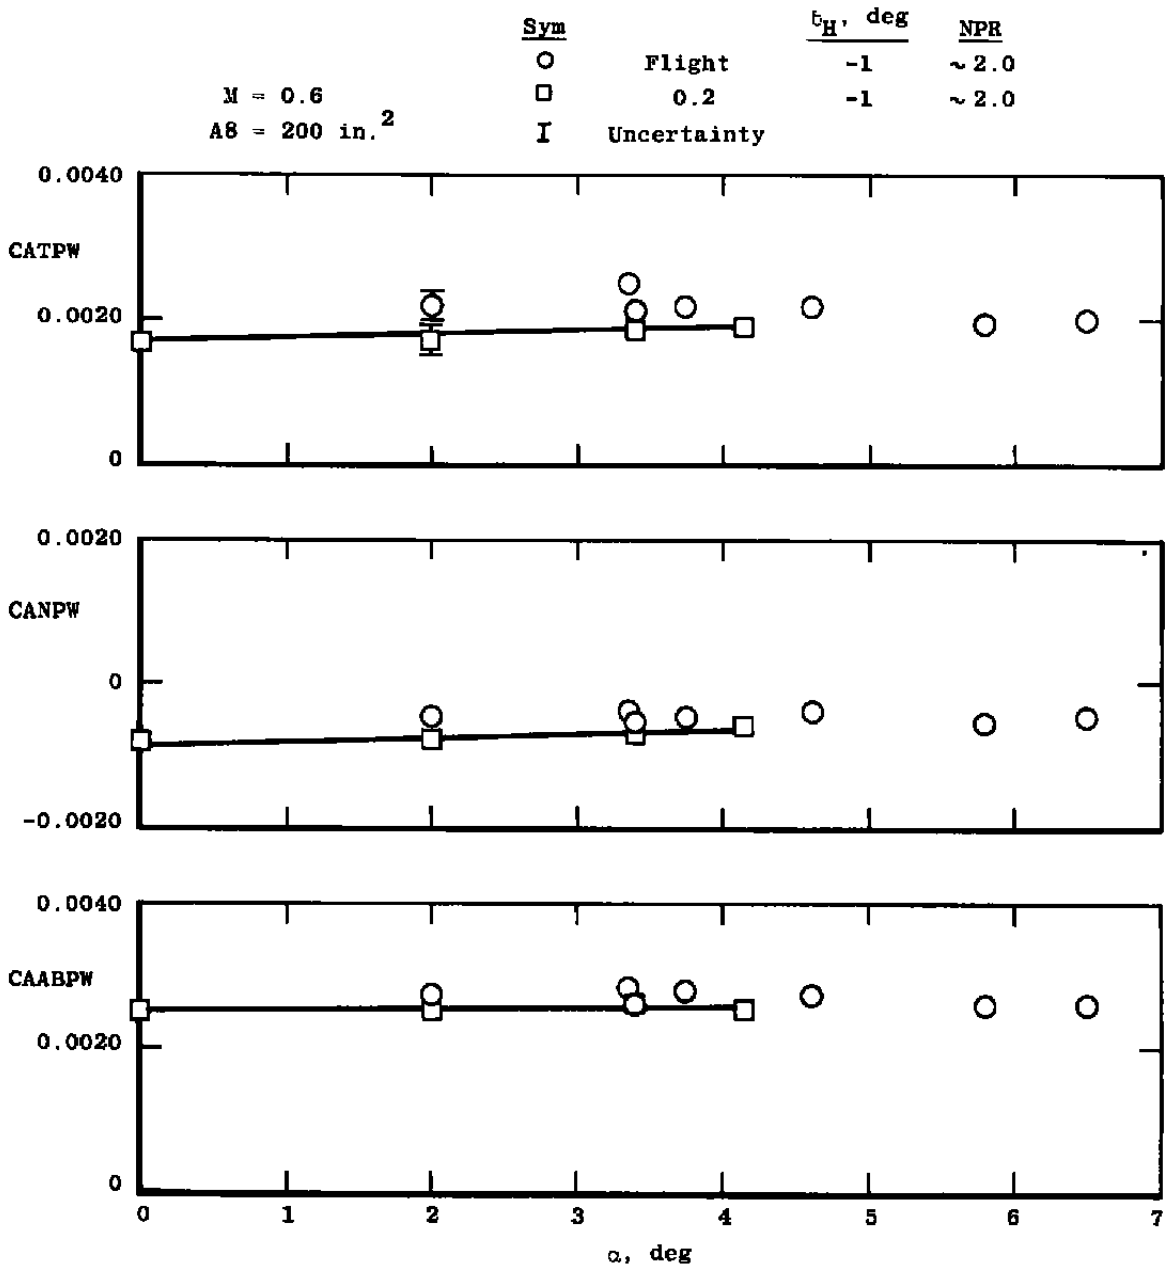 Sym ξH, deg NPR
○ Flight -1 ~ 2.0
M = 0.6 □ 0.2 -1 ~ 2.0
A8 = 200 in.² I Uncertainty
0.0040
CATPW
0.0020
0
0.0020
CANPW
0
-0.0020
0.0040
CAABPW
0.0020
0
0 1 2 3 4 5 6 7
α, deg